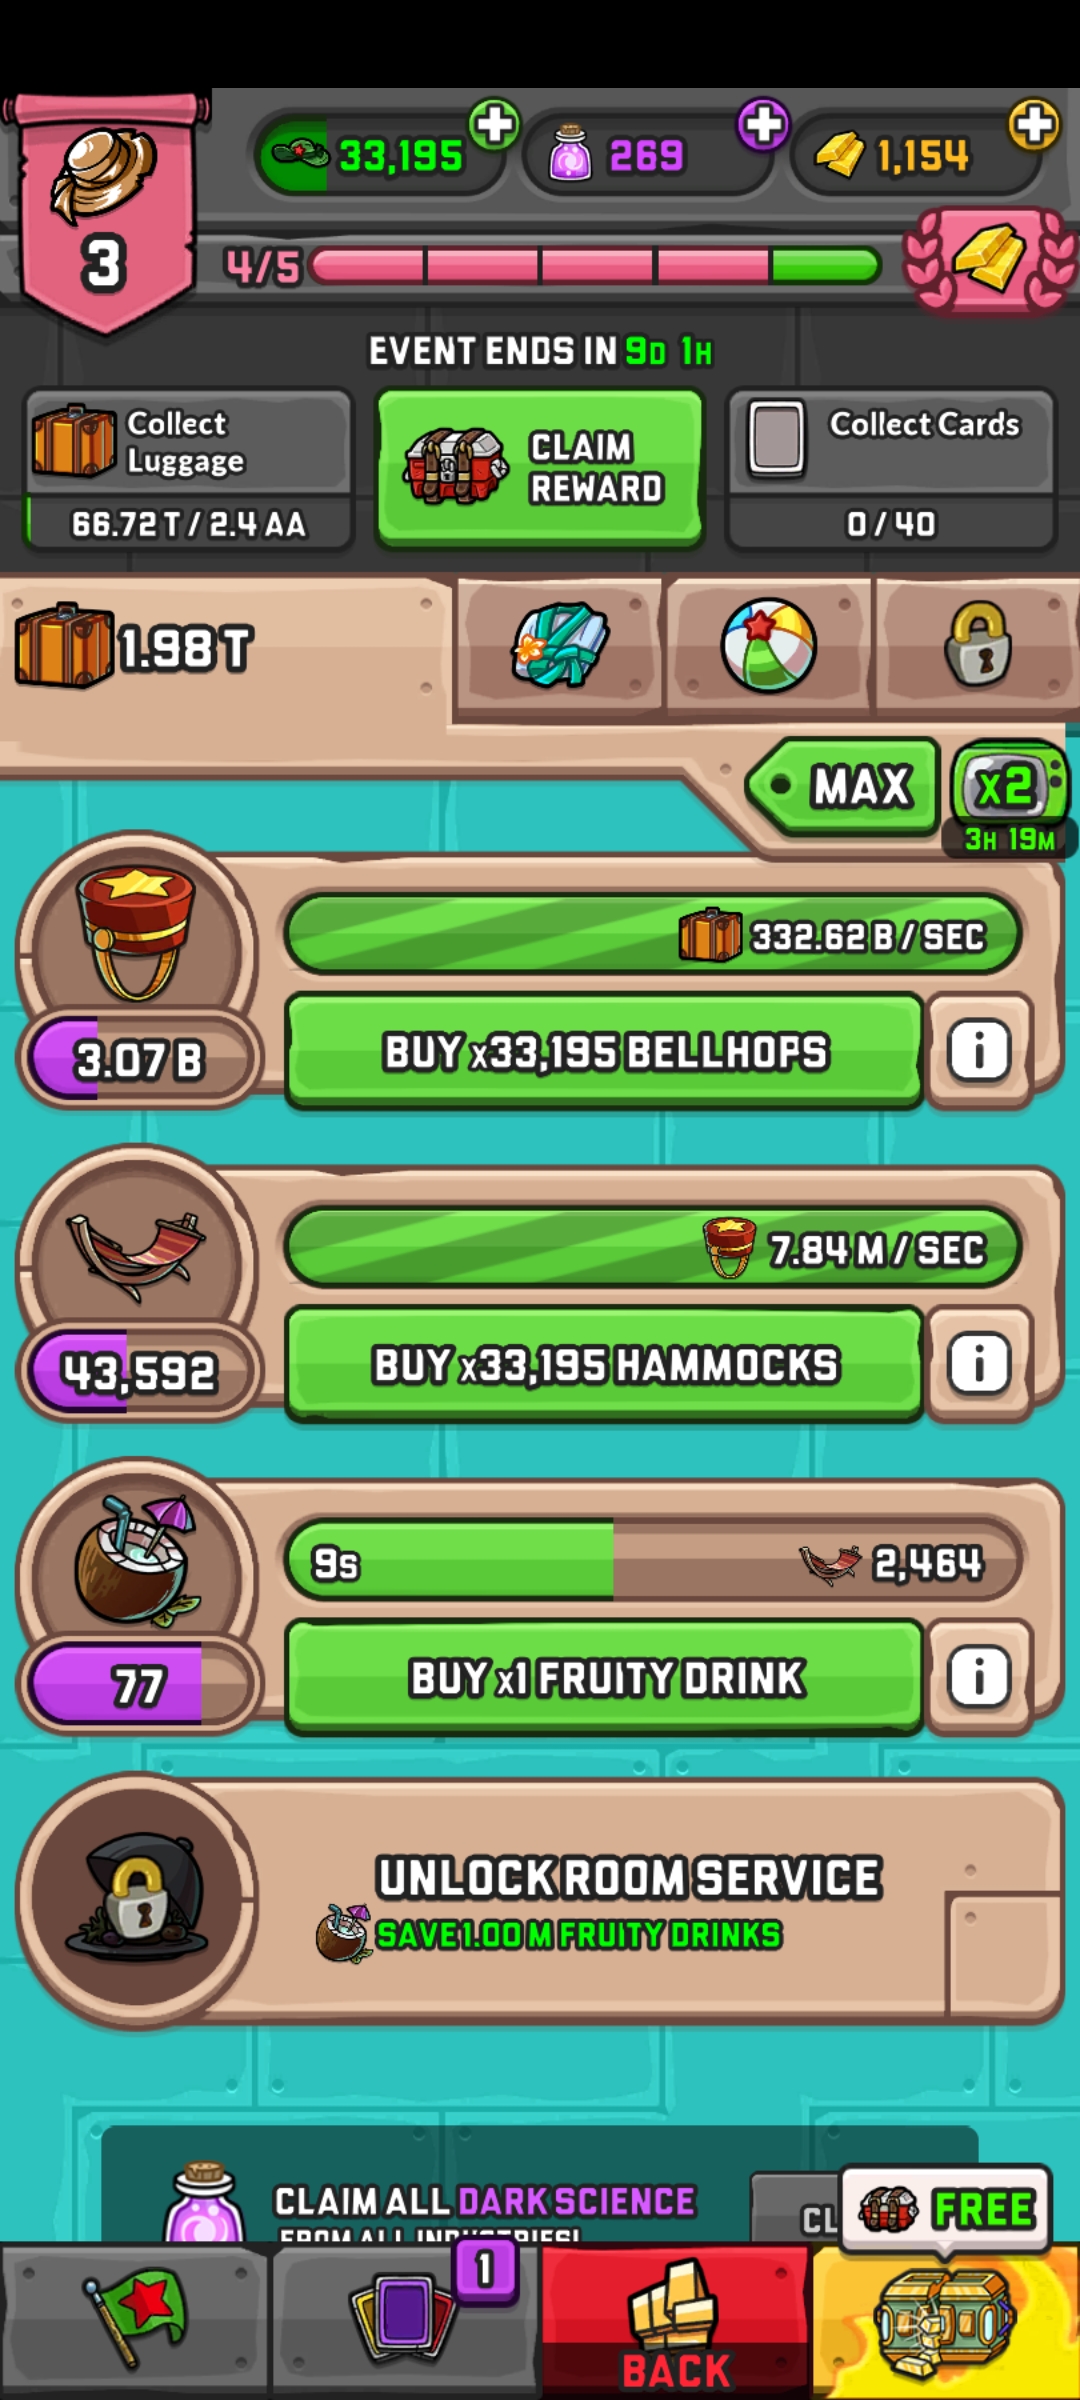 33,195
269
1,154
3
4/5
EVENT ENDS IN 9D 1H
Collect
Luggage
66.72 T / 2.4 AA
CLAIM
REWARD
Collect Cards
0 / 40
1.98 T
MAX
x2
3H 19M
332.62 B / SEC
3.07 B
BUY x33,195 BELLHOPS
i
7.84 M / SEC
43,592
BUY x33,195 HAMMOCKS
i
9s
2,464
77
BUY x1 FRUITY DRINK
i
UNLOCK ROOM SERVICE
SAVE 1.00 M FRUITY DRINKS
CLAIM ALL DARK SCIENCE
FROM ALL INDUSTRIES!
CL
FREE
1
BACK